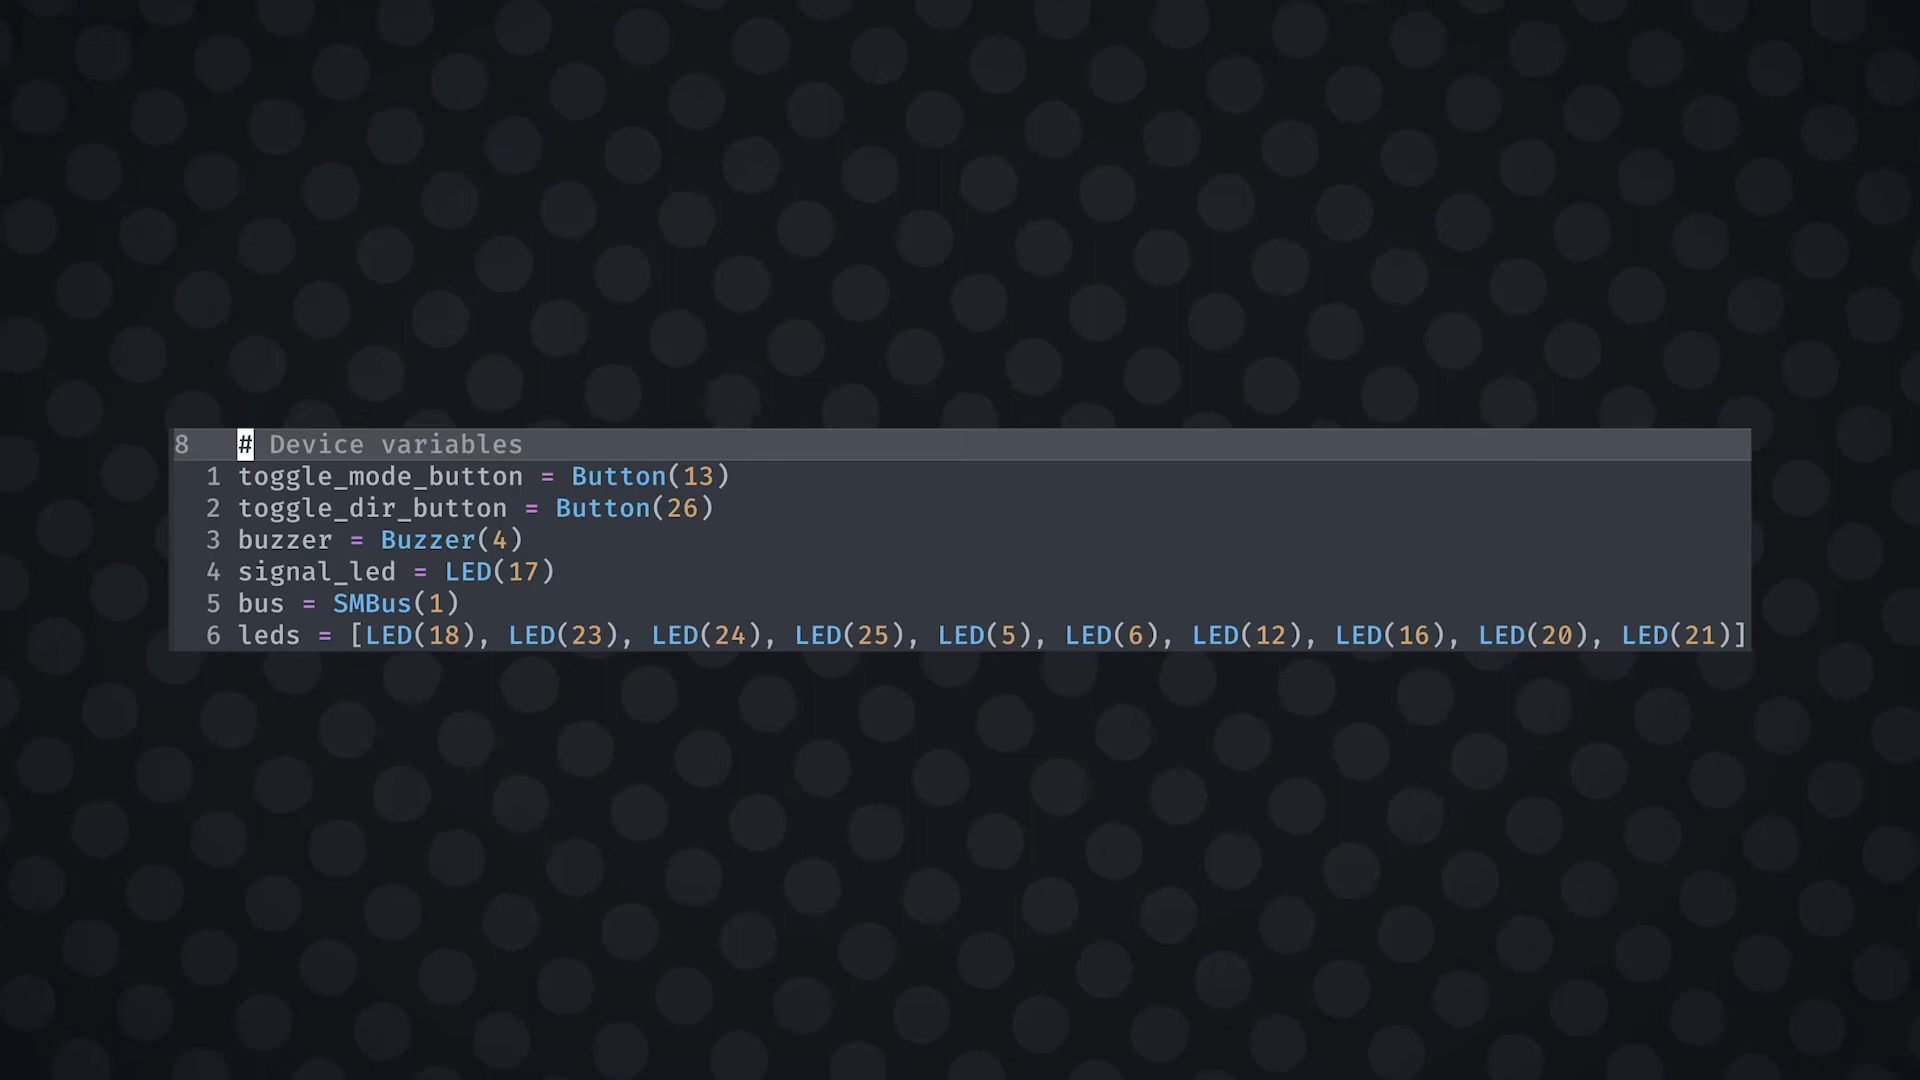 8 # Device variables
1 toggle_mode_button = Button(13)
2 toggle_dir_button = Button(26)
3 buzzer = Buzzer(4)
4 signal_led = LED(17)
5 bus = SMBus(1)
6 leds = [LED(18), LED(23), LED(24), LED(25), LED(5), LED(6), LED(12), LED(16), LED(20), LED(21)]